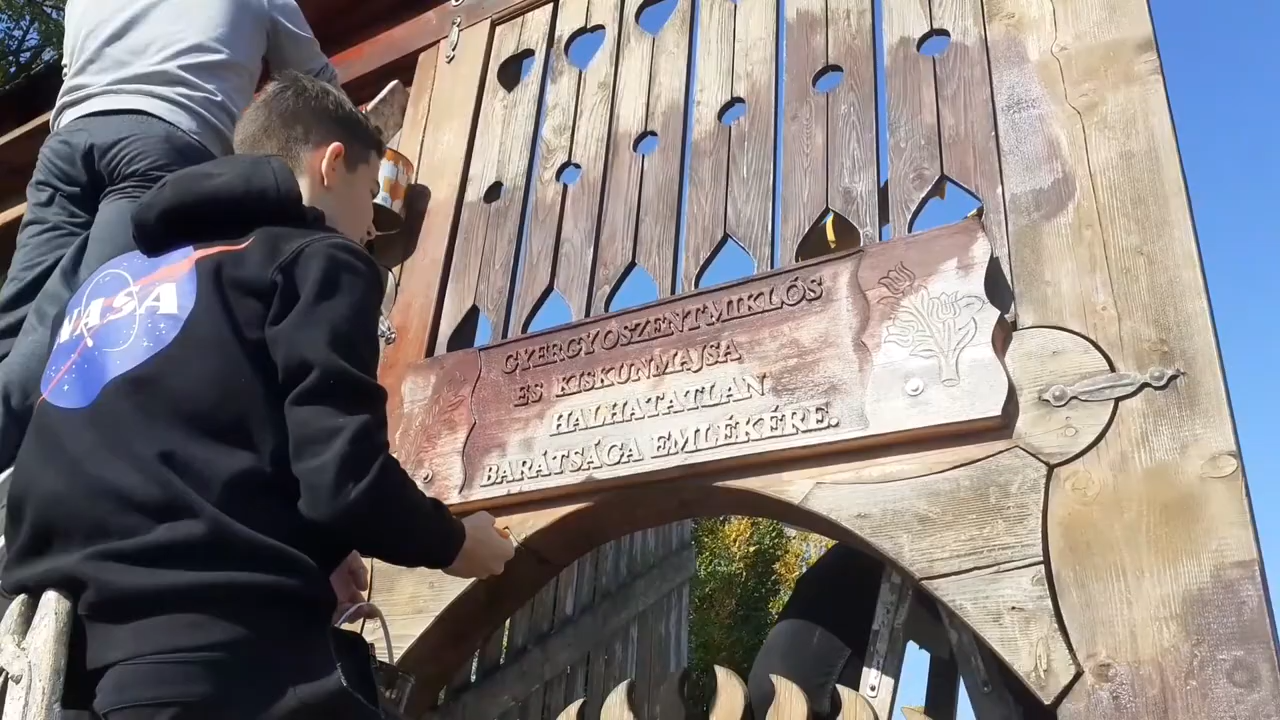 NASA
GYERGYÓSZENTMIKLÓS
ÉS KISKUNMAJSA
HALHATATLAN
BARÁTSÁGA EMLÉKÉRE.